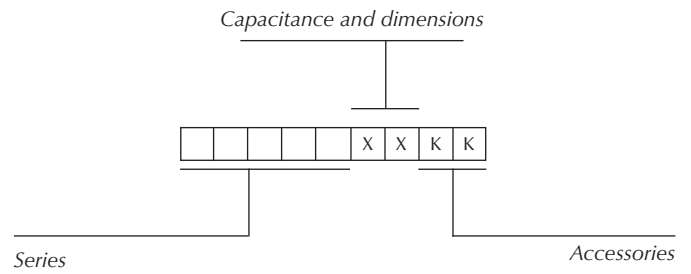 Capacitance and dimensions
X X K K
Series
Accessories